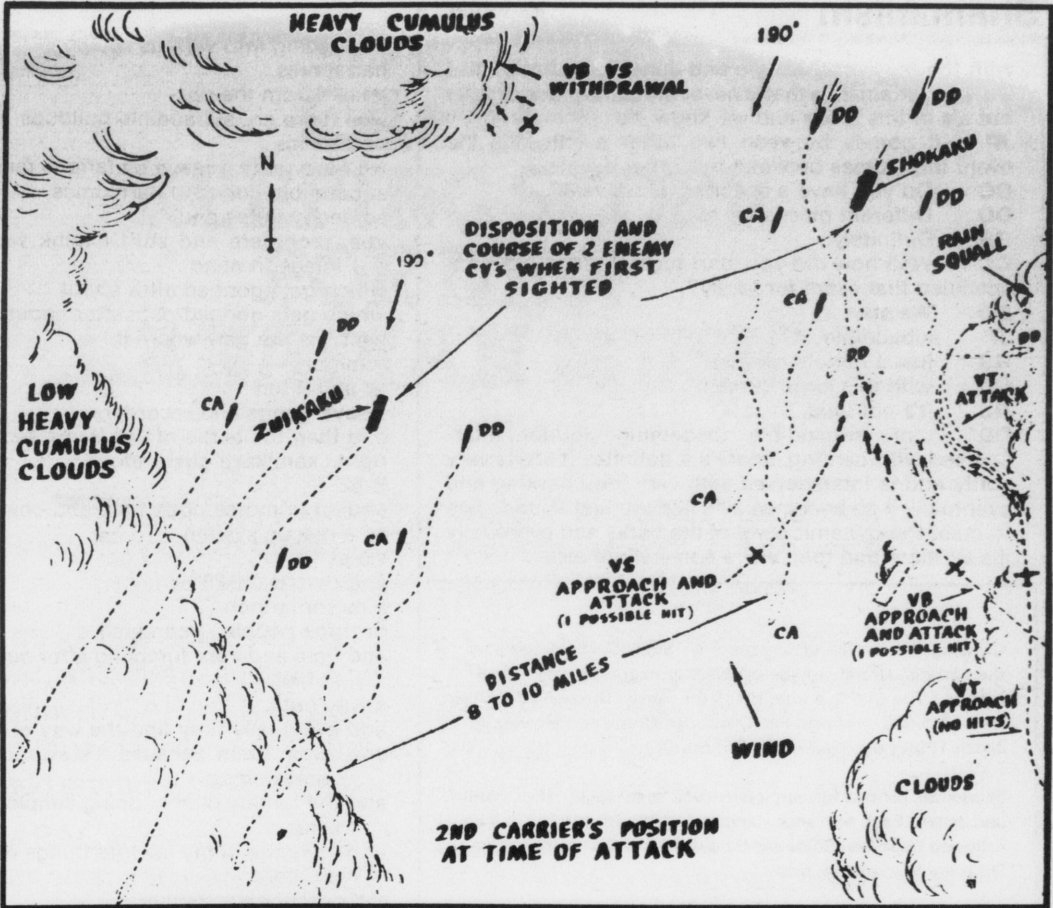 HEAVY CUMULUS
CLOUDS
190°
VB VS
WITHDRAWAL
DD
DD
SHOKAKU
N
CA
DD
DISPOSITION AND
COURSE OF 2 ENEMY
CV'S WHEN FIRST
SIGHTED
RAIN
SQUALL
190°
CA
DD
DD
DD
LOW
HEAVY
CUMULUS
CLOUDS
CA
ZUIKAKU
DD
VT
ATTACK
CA
DD
CA
VS
APPROACH AND
ATTACK
(1 POSSIBLE HIT)
CA
VB
APPROACH
AND ATTACK
(1 POSSIBLE HIT)
DISTANCE
8 TO 10 MILES
VT
APPROACH
(NO HITS)
WIND
CLOUDS
2ND CARRIER'S POSITION
AT TIME OF ATTACK